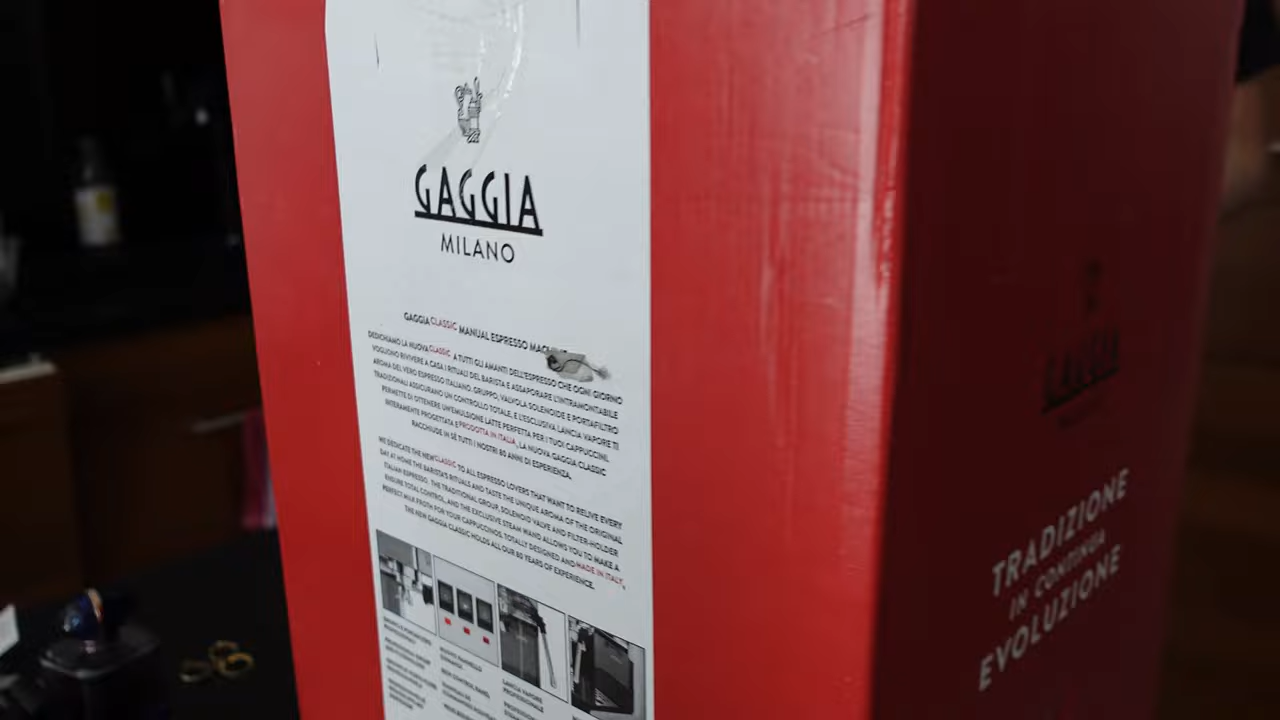 GAGGIA
MILANO
GAGGIA CLASSIC MANUAL ESPRESSO
DEDICHIAMO LA NUOVA CLASSIC A TUTTI GLI AMANTI DELL'ESPRESSO CHE OGNI GIORNO
VOGLIONO RIVIVERE A CASA I RITUALI DEL BARISTA E ASSAPORARE L'INTRAMONTABILE
AROMA DEL VERO ESPRESSO ITALIANO. GRUPPO, VALVOLA SOLENOIDE E PORTAFILTRO
TRADIZIONALI ASSICURANO UN CONTROLLO TOTALE, E L'ESCLUSIVA LANCIA VAPORE TI
PERMETTE DI OTTENERE UN'EMULSIONE LATTE PERFETTA PER I TUOI CAPPUCCINI.
INTERAMENTE PROGETTATA E PRODOTTA IN ITALIA, LA NUOVA GAGGIA CLASSIC
RACCHIUDE IN SÉ TUTTI I NOSTRI 80 ANNI DI ESPERIENZA.
WE DEDICATE THE NEW CLASSIC TO ALL ESPRESSO LOVERS THAT WANT TO RELIVE EVERY
DAY AT HOME THE BARISTA'S RITUALS AND TASTE THE UNIQUE AROMA OF THE ORIGINAL
ITALIAN ESPRESSO. THE TRADITIONAL GROUP, SOLENOID VALVE AND FILTER-HOLDER
ENSURE TOTAL CONTROL, AND THE EXCLUSIVE STEAM WAND ALLOWS YOU TO MAKE A
PERFECT MILK FROTH FOR YOUR CAPPUCCINOS. TOTALLY DESIGNED AND MADE IN ITALY,
THE NEW GAGGIA CLASSIC HOLDS ALL OUR 80 YEARS OF EXPERIENCE.
LANCIA VAPORE
PROFESSIONALE
GAGGIA
TRADIZIONE
IN CONTINUA
EVOLUZIONE